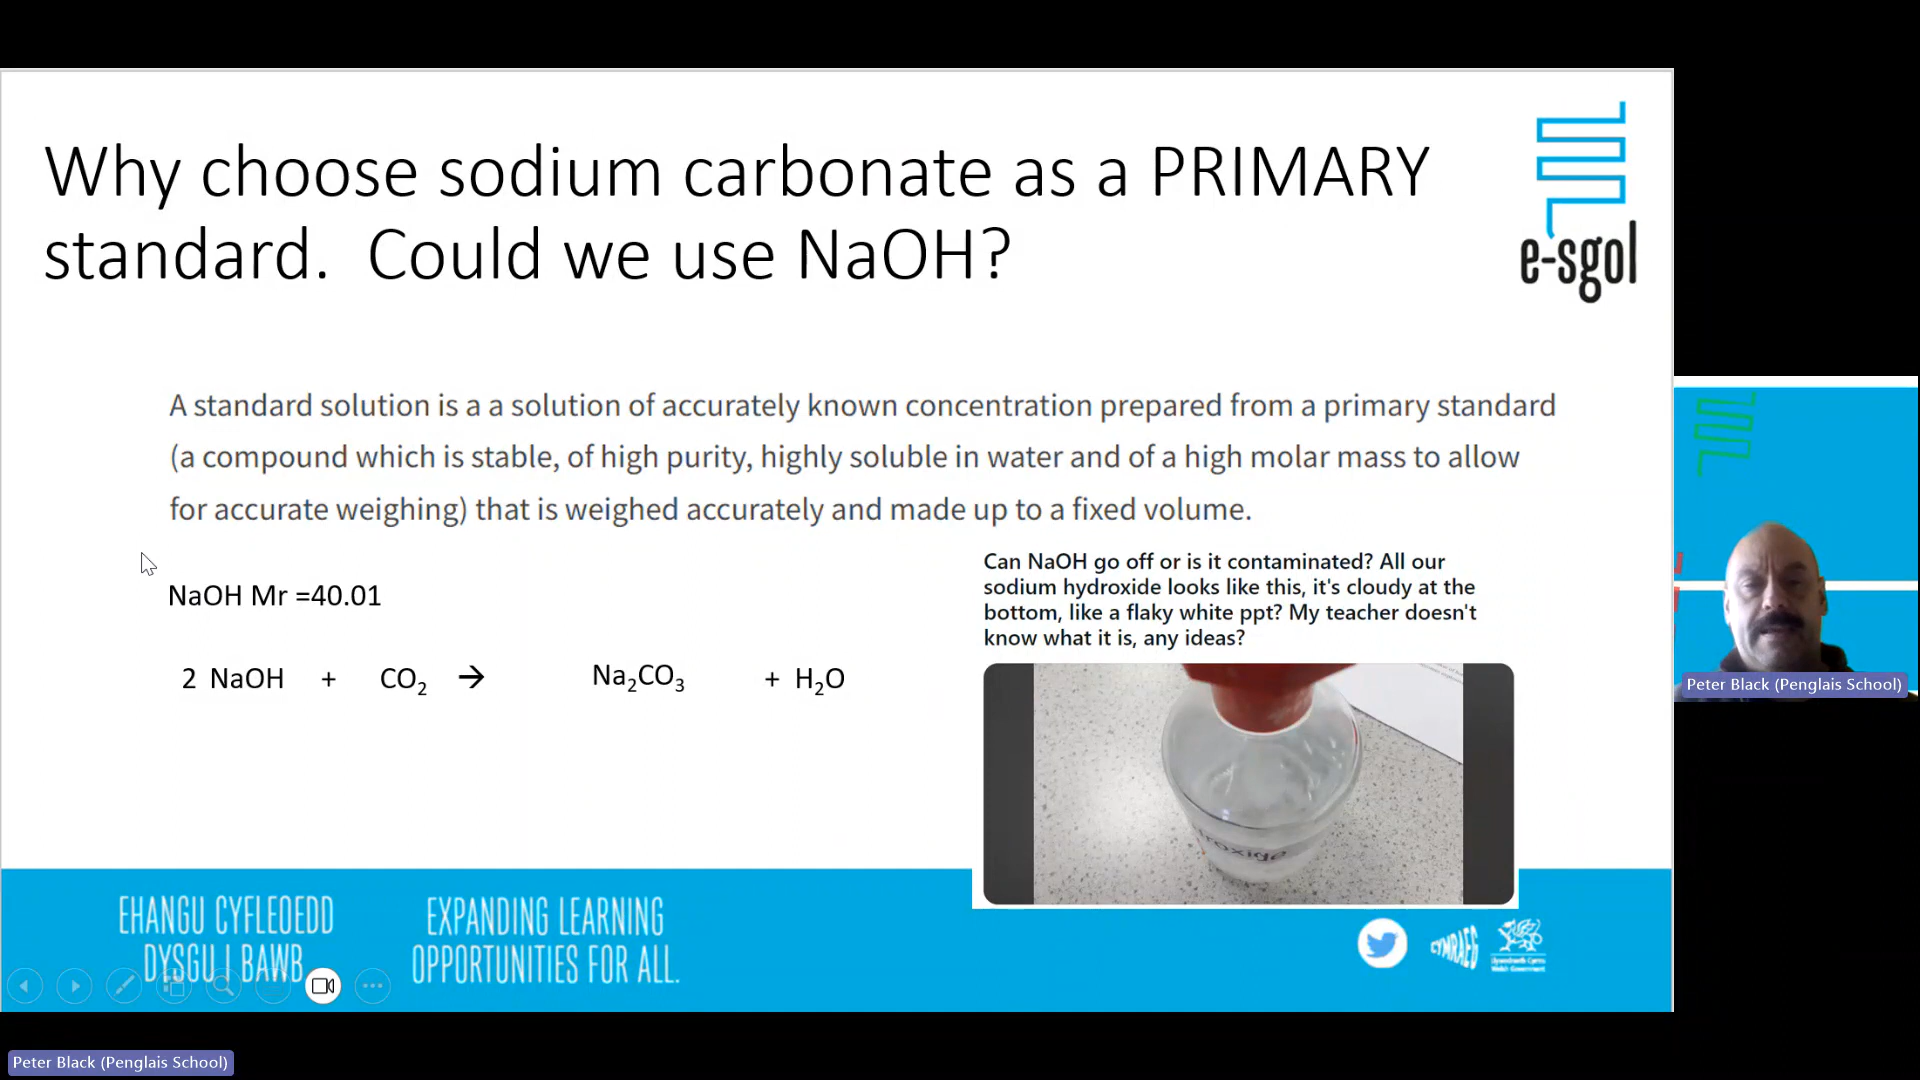 Why choose sodium carbonate as a PRIMARY
standard.  Could we use NaOH?
e-sgol
A standard solution is a a solution of accurately known concentration prepared from a primary standard
(a compound which is stable, of high purity, highly soluble in water and of a high molar mass to allow
for accurate weighing) that is weighed accurately and made up to a fixed volume.
NaOH Mr =40.01
2 NaOH + CO₂ → Na₂CO₃ + H₂O
Can NaOH go off or is it contaminated? All our
sodium hydroxide looks like this, it's cloudy at the
bottom, like a flaky white ppt? My teacher doesn't
know what it is, any ideas?
EHANGU CYFLEOEDD
DYSGU I BAWB
EXPANDING LEARNING
OPPORTUNITIES FOR ALL.
CYMRAEG
Llywodraeth Cymru
Welsh Government
Peter Black (Penglais School)
Peter Black (Penglais School)